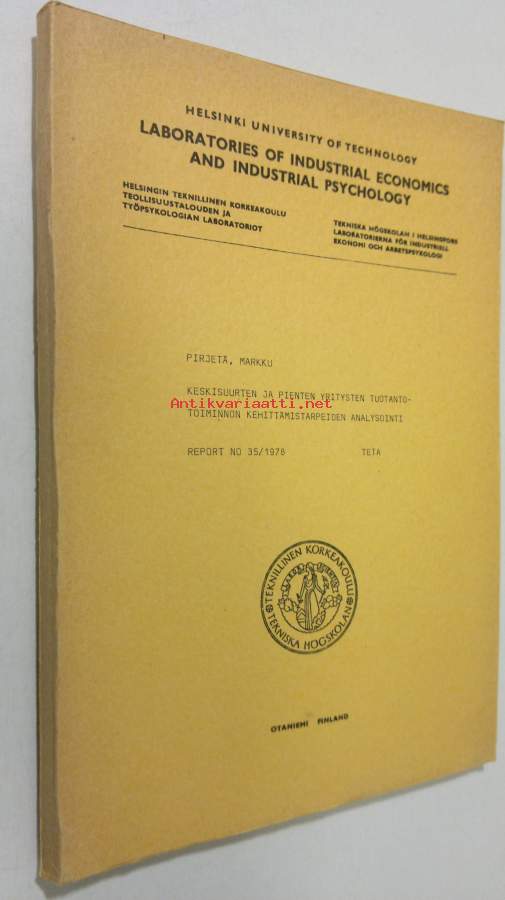 HELSINKI UNIVERSITY OF TECHNOLOGY
LABORATORIES OF INDUSTRIAL ECONOMICS
AND INDUSTRIAL PSYCHOLOGY
HELSINGIN TEKNILLINEN KORKEAKOULU
TEOLLISUUSTALOUDEN JA
TYÖPSYKOLOGIAN LABORATORIOT
TEKNISKA HÖGSKOLAN I HELSINGFORS
LABORATORIERNA FÖR INDUSTRIELL
EKONOMI OCH ARBETSPSYKOLOGI
PIRJETÄ, MARKKU
KESKISUURTEN JA PIENTEN YRITYSTEN TUOTANTO-
Antikvariaatti.net
TOIMINNON KEHITTÄMISTARPEIDEN ANALYSOINTI
REPORT NO 35/1978 TETA
TEKNILLINEN KORKEAKOULU
TEKNISKA HÖGSKOLAN
OTANIEMI FINLAND